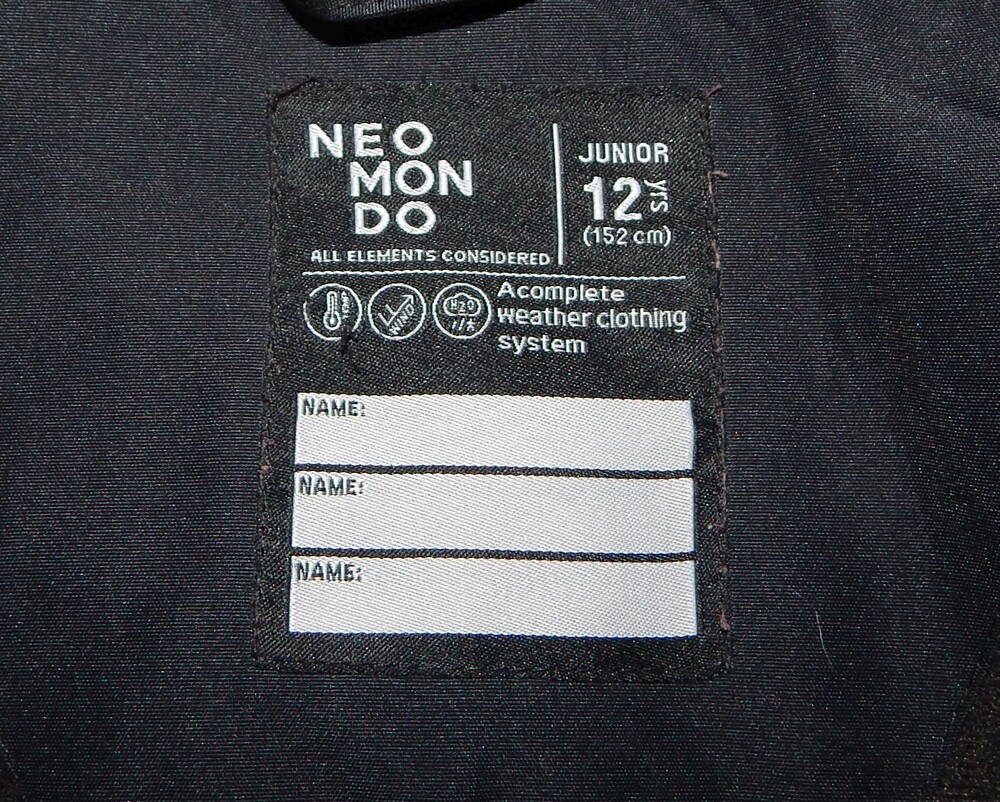 NEO
MON
DO
ALL ELEMENTS CONSIDERED
JUNIOR
12 yrs
(152 cm)
TEMP
WIND
H2O
Acomplete
weather clothing
system
NAME:
NAME:
NAME: